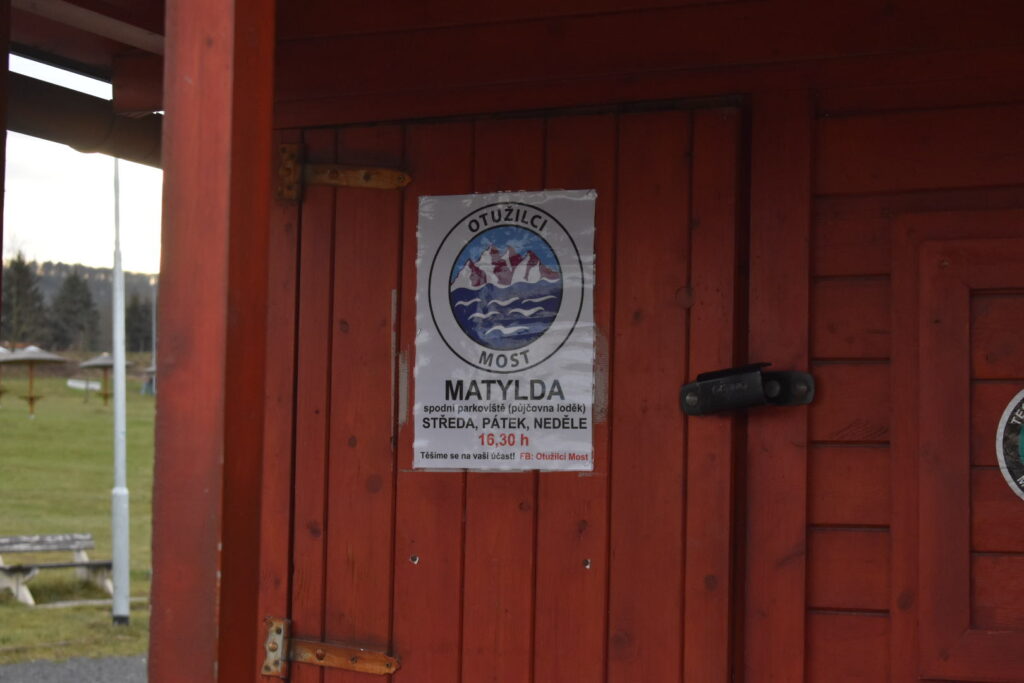 OTUŽILCI
MOST
MATYLDA
spodní parkoviště (půjčovna loděk)
STŘEDA, PÁTEK, NEDĚLE
16,30 h
Těšíme se na vaši účast! FB: Otužilci Most